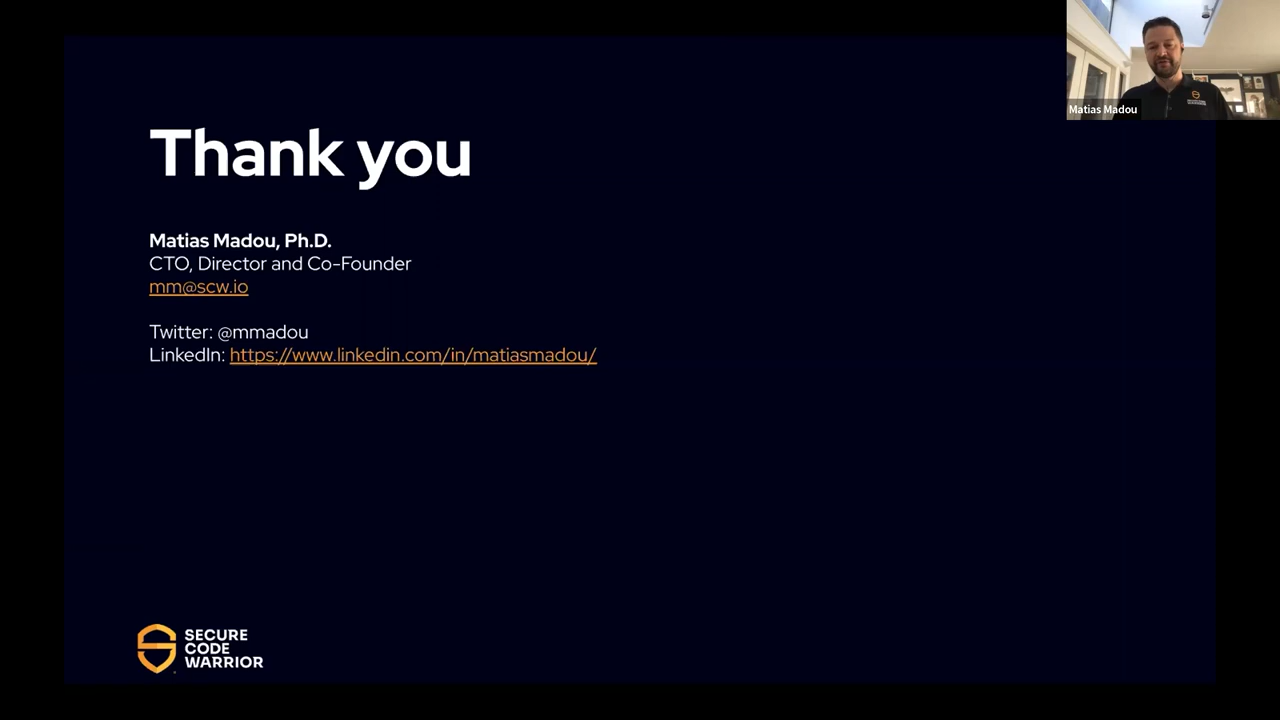 Thank you
Matias Madou, Ph.D.
CTO, Director and Co-Founder
mm@scw.io
Twitter: @mmadou
LinkedIn: https://www.linkedin.com/in/matiasmadou/
SECURE
CODE
WARRIOR
Matias Madou